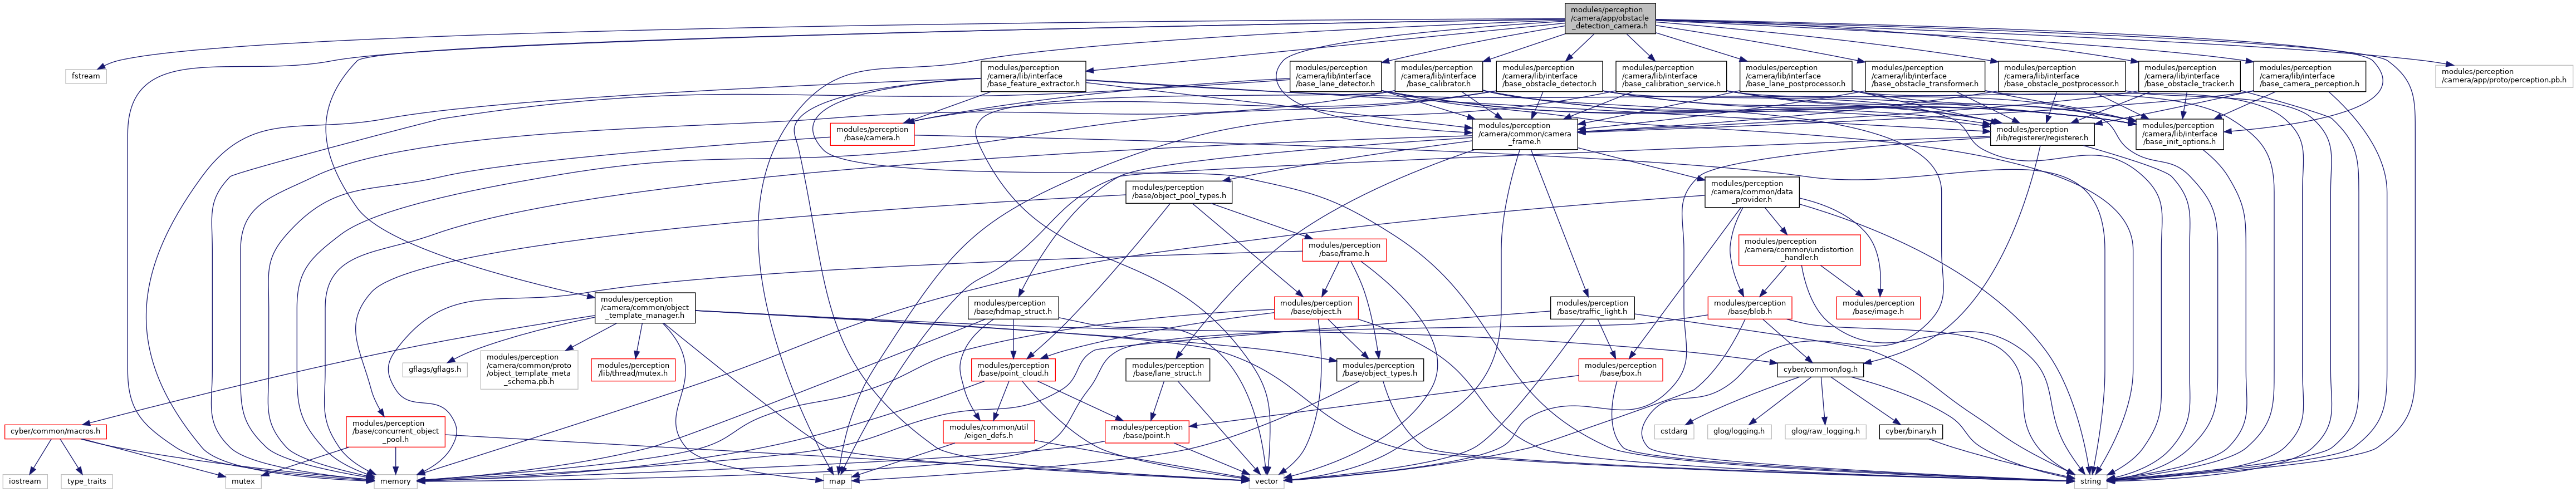 modules/perception
/camera/app/obstacle
_detection_camera.h
fstream
modules/perception
/camera/lib/interface
/base_feature_extractor.h
modules/perception
/camera/lib/interface
/base_lane_detector.h
modules/perception
/camera/lib/interface
/base_calibrator.h
modules/perception
/camera/lib/interface
/base_obstacle_detector.h
modules/perception
/camera/lib/interface
/base_calibration_service.h
modules/perception
/camera/lib/interface
/base_lane_postprocessor.h
modules/perception
/camera/lib/interface
/base_obstacle_transformer.h
modules/perception
/camera/lib/interface
/base_obstacle_postprocessor.h
modules/perception
/camera/lib/interface
/base_obstacle_tracker.h
modules/perception
/camera/lib/interface
/base_camera_perception.h
modules/perception
/camera/app/proto/perception.pb.h
modules/perception
/base/camera.h
modules/perception
/camera/common/camera
_frame.h
modules/perception
/lib/registerer/registerer.h
modules/perception
/camera/lib/interface
/base_init_options.h
modules/perception
/base/object_pool_types.h
modules/perception
/camera/common/data
_provider.h
modules/perception
/base/frame.h
modules/perception
/camera/common/undistortion
_handler.h
modules/perception
/camera/common/object
_template_manager.h
modules/perception
/base/hdmap_struct.h
modules/perception
/base/object.h
modules/perception
/base/traffic_light.h
modules/perception
/base/blob.h
modules/perception
/base/image.h
gflags/gflags.h
modules/perception
/camera/common/proto
/object_template_meta
_schema.pb.h
modules/perception
/lib/thread/mutex.h
modules/perception
/base/point_cloud.h
modules/perception
/base/lane_struct.h
modules/perception
/base/object_types.h
modules/perception
/base/box.h
cyber/common/log.h
cyber/common/macros.h
modules/perception
/base/concurrent_object
_pool.h
modules/common/util
/eigen_defs.h
modules/perception
/base/point.h
cstdarg
glog/logging.h
glog/raw_logging.h
cyber/binary.h
iostream
type_traits
mutex
memory
map
vector
string